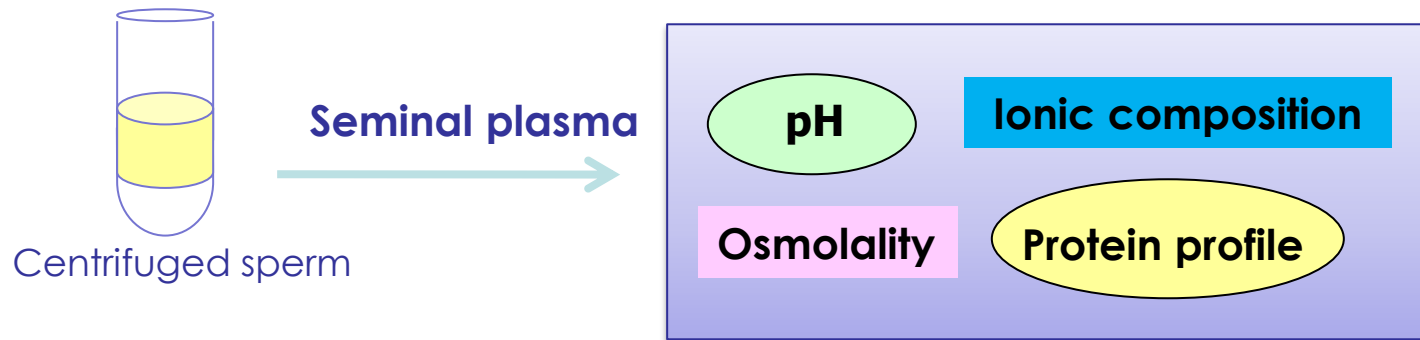 Seminal plasma
Centrifuged sperm
pH
Ionic composition
Osmolality
Protein profile